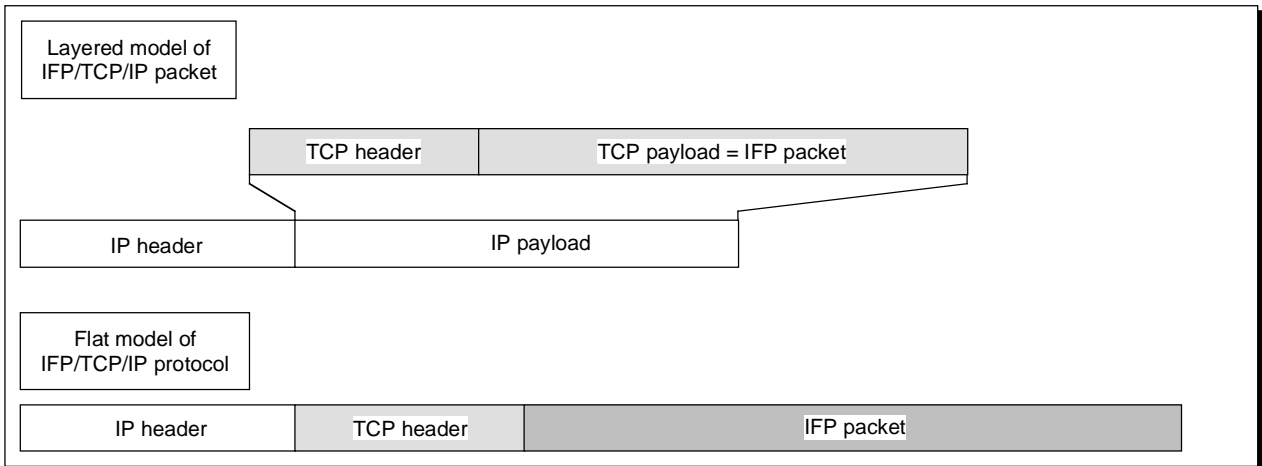 Layered model of
IFP/TCP/IP packet
TCP header
TCP payload = IFP packet
IP header
IP payload
Flat model of
IFP/TCP/IP protocol
IP header
TCP header
IFP packet